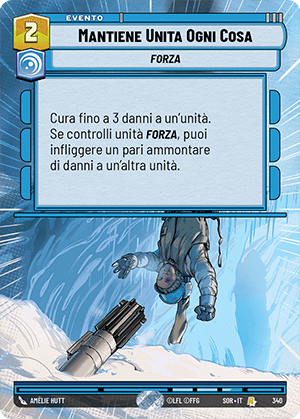 2
EVENTO
MANTIENE UNITA OGNI COSA
FORZA
Cura fino a 3 danni a un'unità.
Se controlli unità FORZA, puoi
infliggere un pari ammontare
di danni a un'altra unità.
AMÉLIE HUTT
©LFL ©FFG
SOR • IT
340